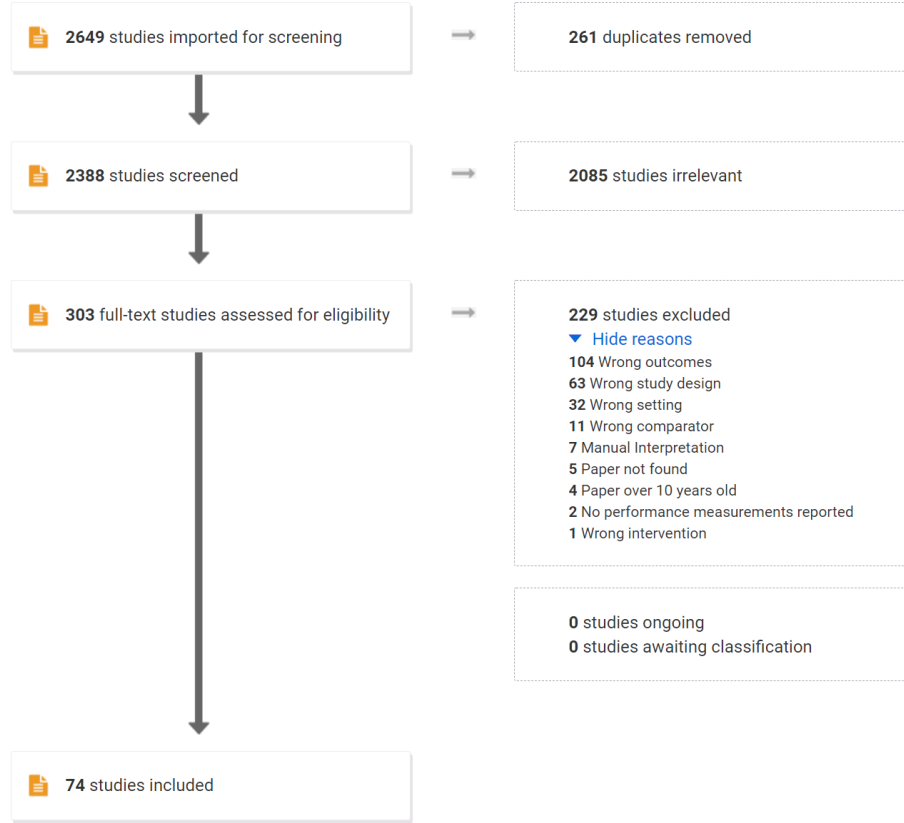 2649 studies imported for screening
261 duplicates removed
2388 studies screened
2085 studies irrelevant
303 full-text studies assessed for eligibility
229 studies excluded
Hide reasons
104 Wrong outcomes
63 Wrong study design
32 Wrong setting
11 Wrong comparator
7 Manual Interpretation
5 Paper not found
4 Paper over 10 years old
2 No performance measurements reported
1 Wrong intervention
0 studies ongoing
0 studies awaiting classification
74 studies included